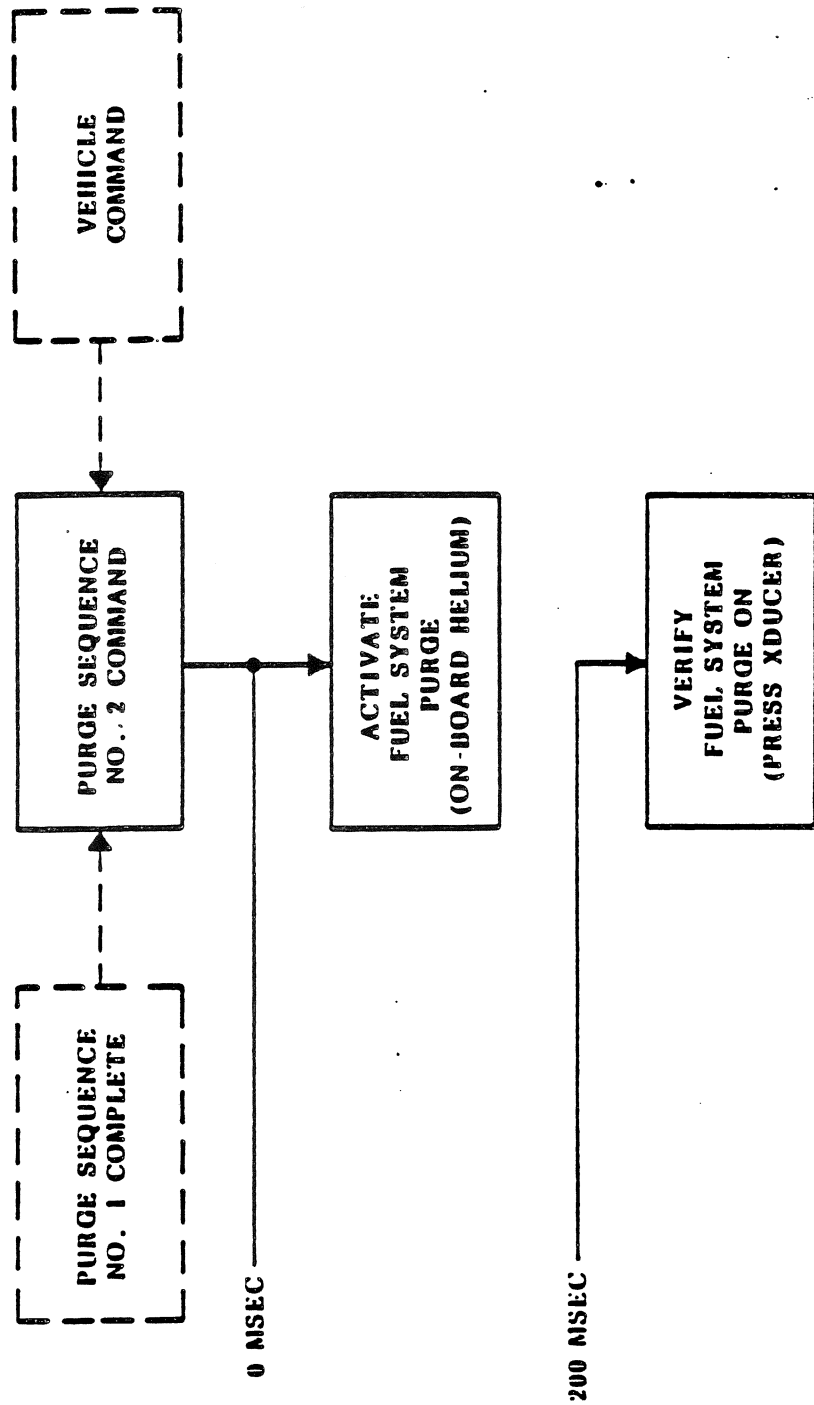 PURGE SEQUENCE
NO. 1 COMPLETE
PURGE SEQUENCE
NO. 2 COMMAND
VEHICLE
COMMAND
0 MSEC
ACTIVATE
FUEL SYSTEM
PURGE
(ON-BOARD HELIUM)
200 MSEC
VERIFY
FUEL SYSTEM
PURGE ON
(PRESS XDUCER)